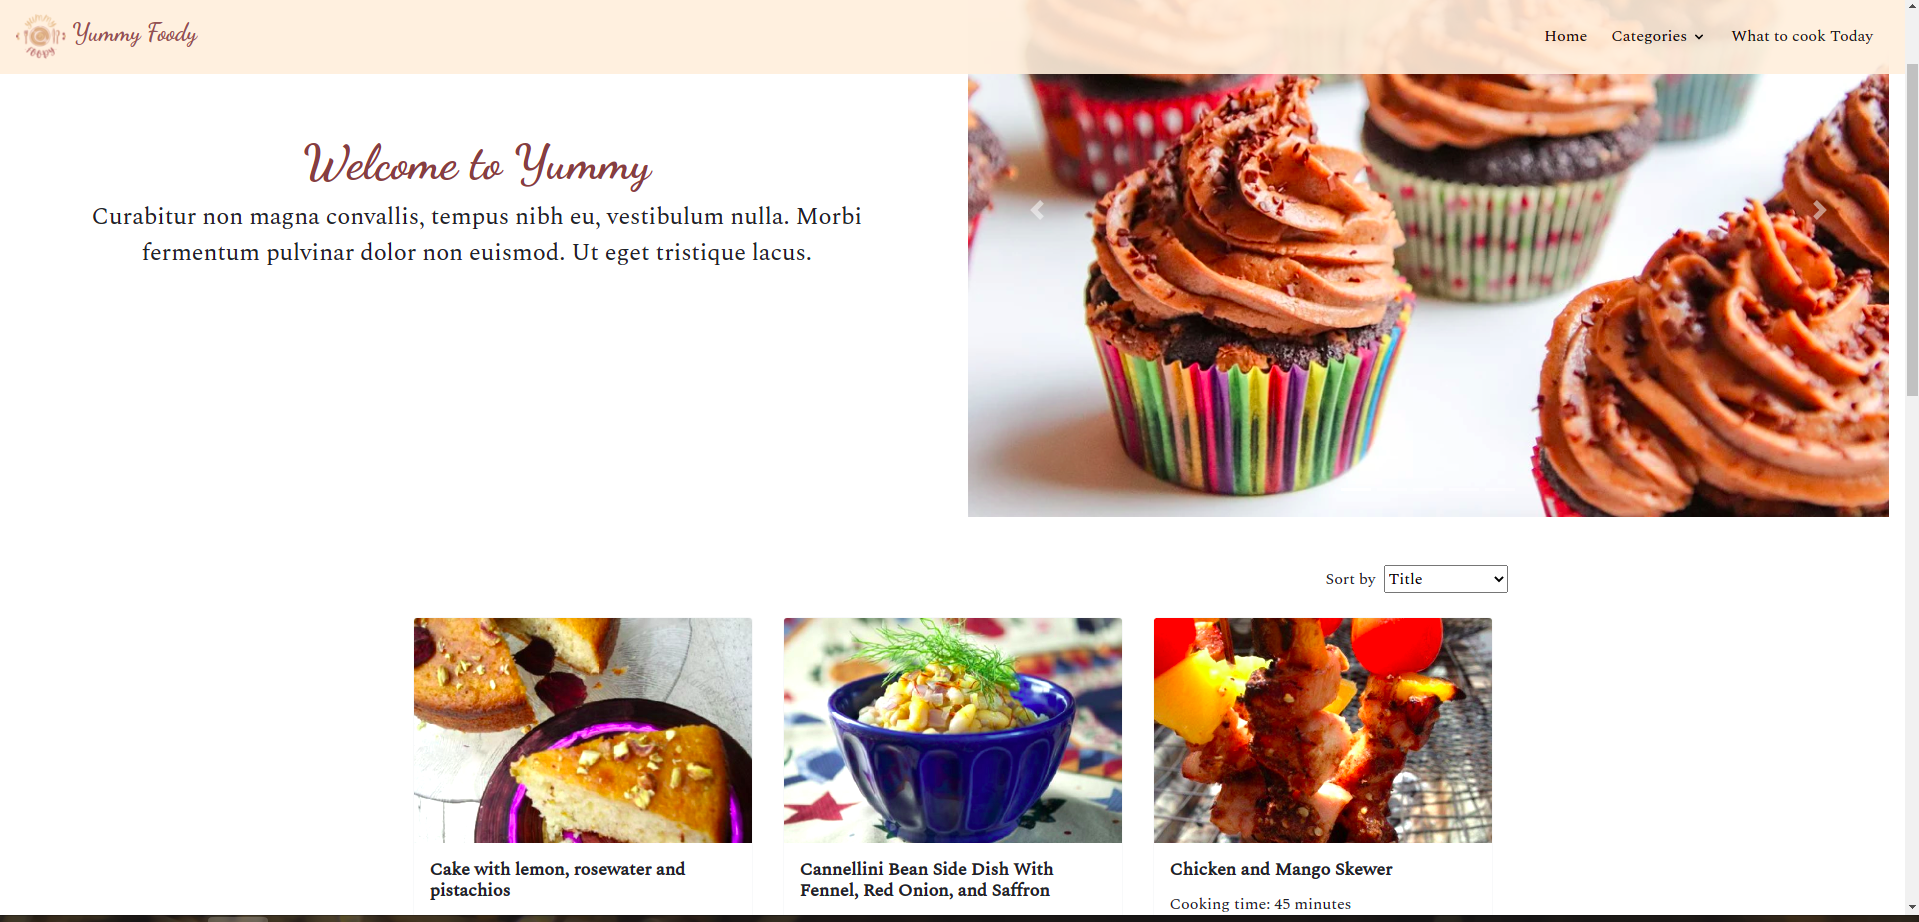 yummy
foody
Yummy Foody
Home
Categories
What to cook Today
Welcome to Yummy
Curabitur non magna convallis, tempus nibh eu, vestibulum nulla. Morbi
fermentum pulvinar dolor non euismod. Ut eget tristique lacus.
Sort by
Title
Cake with lemon, rosewater and
pistachios
Cannellini Bean Side Dish With
Fennel, Red Onion, and Saffron
Chicken and Mango Skewer
Cooking time: 45 minutes